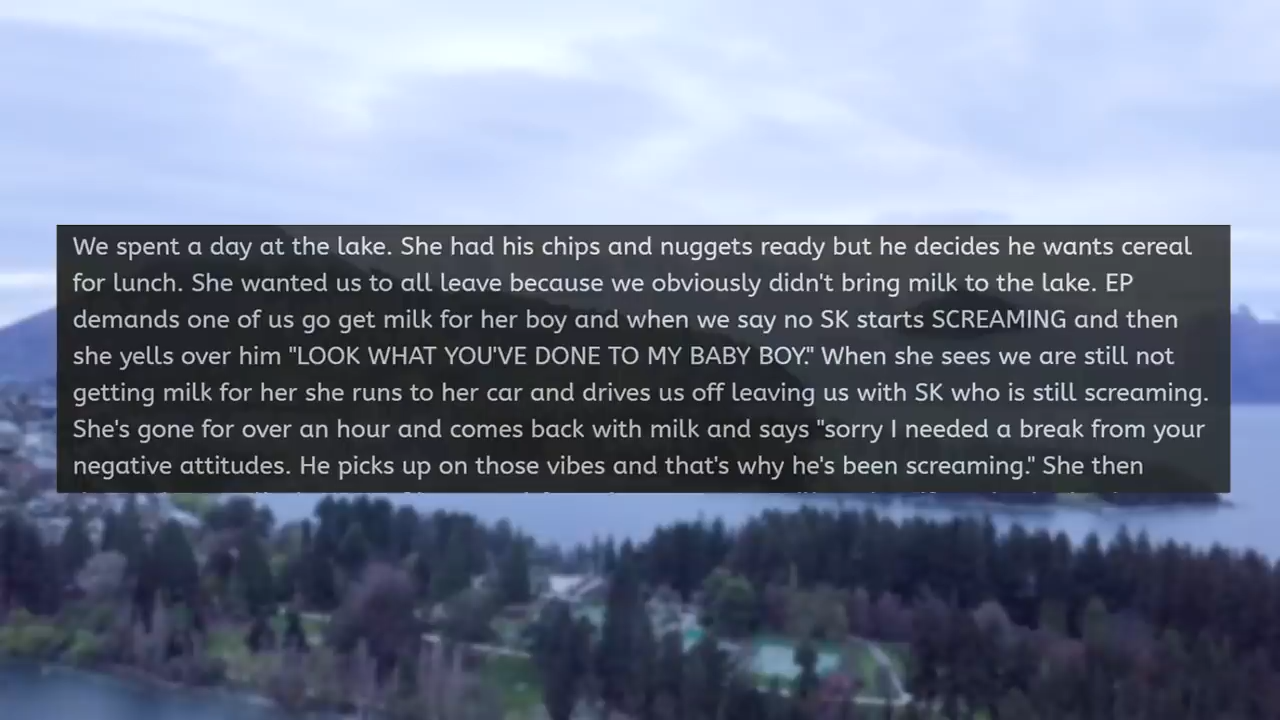 We spent a day at the lake. She had his chips and nuggets ready but he decides he wants cereal
for lunch. She wanted us to all leave because we obviously didn't bring milk to the lake. EP
demands one of us go get milk for her boy and when we say no SK starts SCREAMING and then
she yells over him "LOOK WHAT YOU'VE DONE TO MY BABY BOY." When she sees we are still not
getting milk for her she runs to her car and drives us off leaving us with SK who is still screaming.
She's gone for over an hour and comes back with milk and says "sorry I needed a break from your
negative attitudes. He picks up on those vibes and that's why he's been screaming." She then